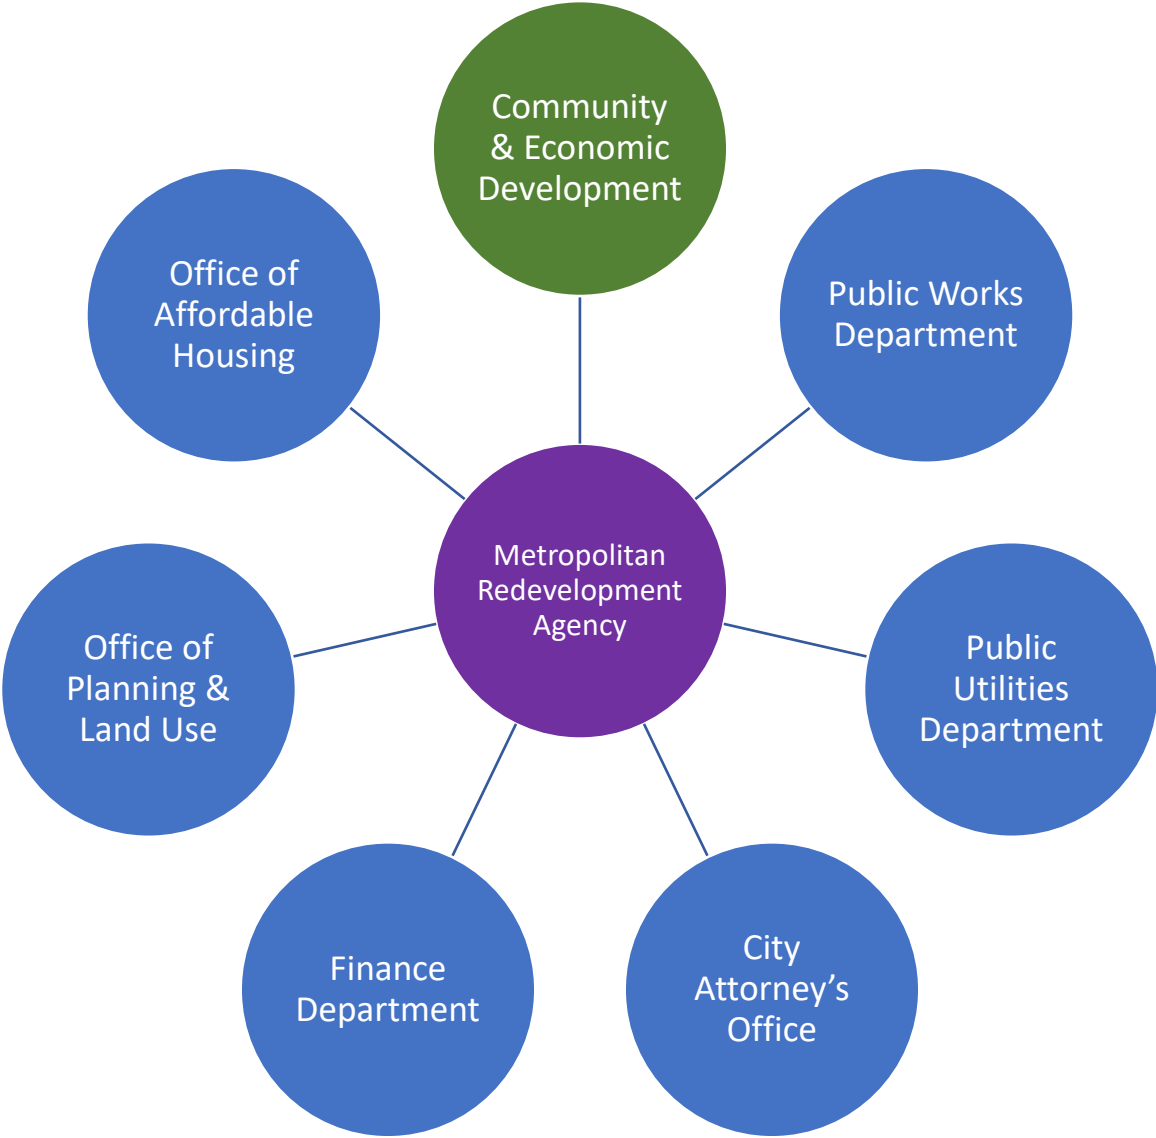 Community
& Economic
Development
Public Works
Department
Public
Utilities
Department
City
Attorney’s
Office
Finance
Department
Office of
Planning &
Land Use
Office of
Affordable
Housing
Metropolitan
Redevelopment
Agency